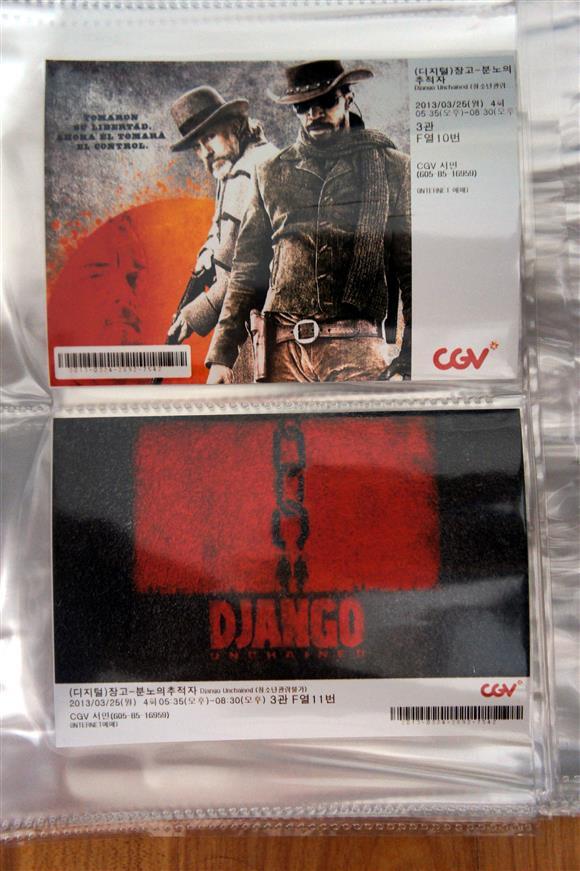 TOMARON
SU LIBERTAD.
AHORA EL TOMARÁ
EL CONTROL.
(디지털)장고-분노의
추적자
Django Unchained (청소년관람
2013/03/25(월) 4회
05:35(오후)-08:30(오후
3관
F열10번
CGV 서면
(605-85-16959)
(INTERNET예매)
CGV
DJANGO
UNCHAINED
(디지털)장고-분노의추적자 Django Unchained (청소년관람불가)
2013/03/25(월) 4회 05:35(오후)-08:30(오후) 3관 F열11번
CGV 서면(605-85-16959)
(INTERNET예매)
CGV